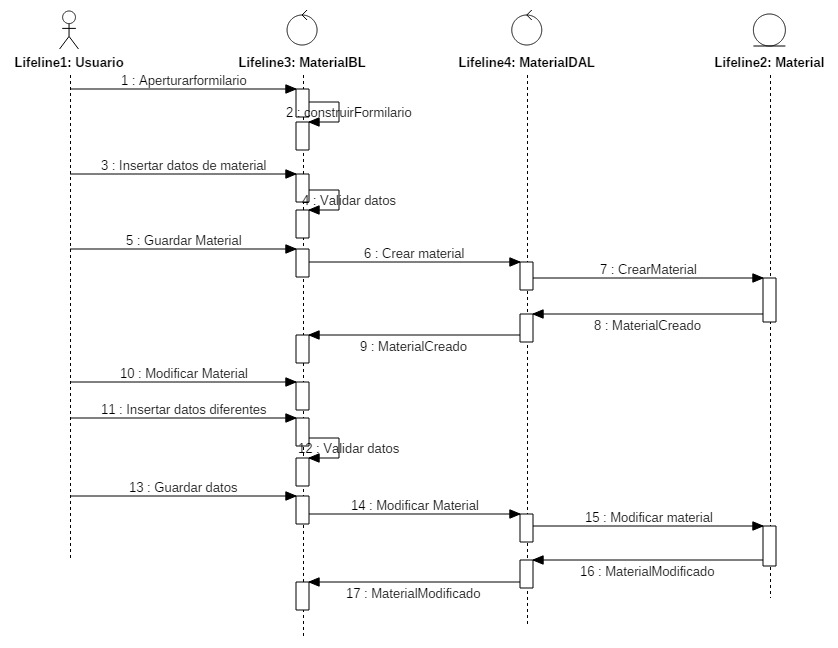 Lifeline1: Usuario
Lifeline3: MaterialBL
Lifeline4: MaterialDAL
Lifeline2: Material
1 : Aperturarformilario
2 : construirFormilario
3 : Insertar datos de material
4 : Validar datos
5 : Guardar Material
6 : Crear material
7 : CrearMaterial
8 : MaterialCreado
9 : MaterialCreado
10 : Modificar Material
11 : Insertar datos diferentes
12 : Validar datos
13 : Guardar datos
14 : Modificar Material
15 : Modificar material
16 : MaterialModificado
17 : MaterialModificado